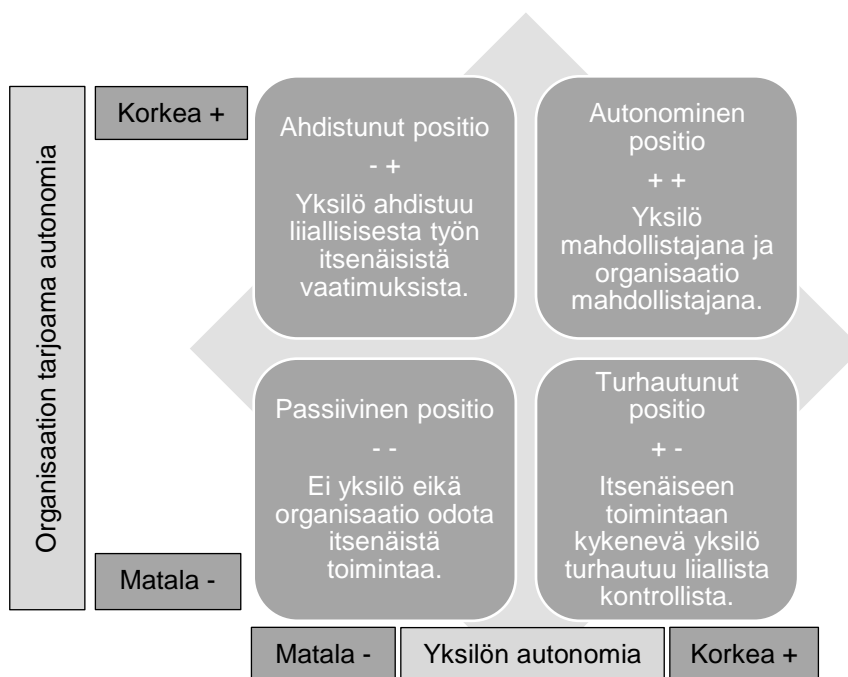 Organisaation tarjoama autonomia
Korkea +
Matala -
Ahdistunut positio
- +
Yksilö ahdistuu
liiallisisesta työn
itsenäisistä
vaatimuksista.
Autonominen
positio
+ +
Yksilö
mahdollistajana ja
organisaatio
mahdollistajana.
Passiivinen positio
- -
Ei yksilö eikä
organisaatio odota
itsenäistä
toimintaa.
Turhautunut
positio
+ -
Itsenäiseen
toimintaan
kykenevä yksilö
turhautuu liiallista
kontrollista.
Matala -
Yksilön autonomia
Korkea +